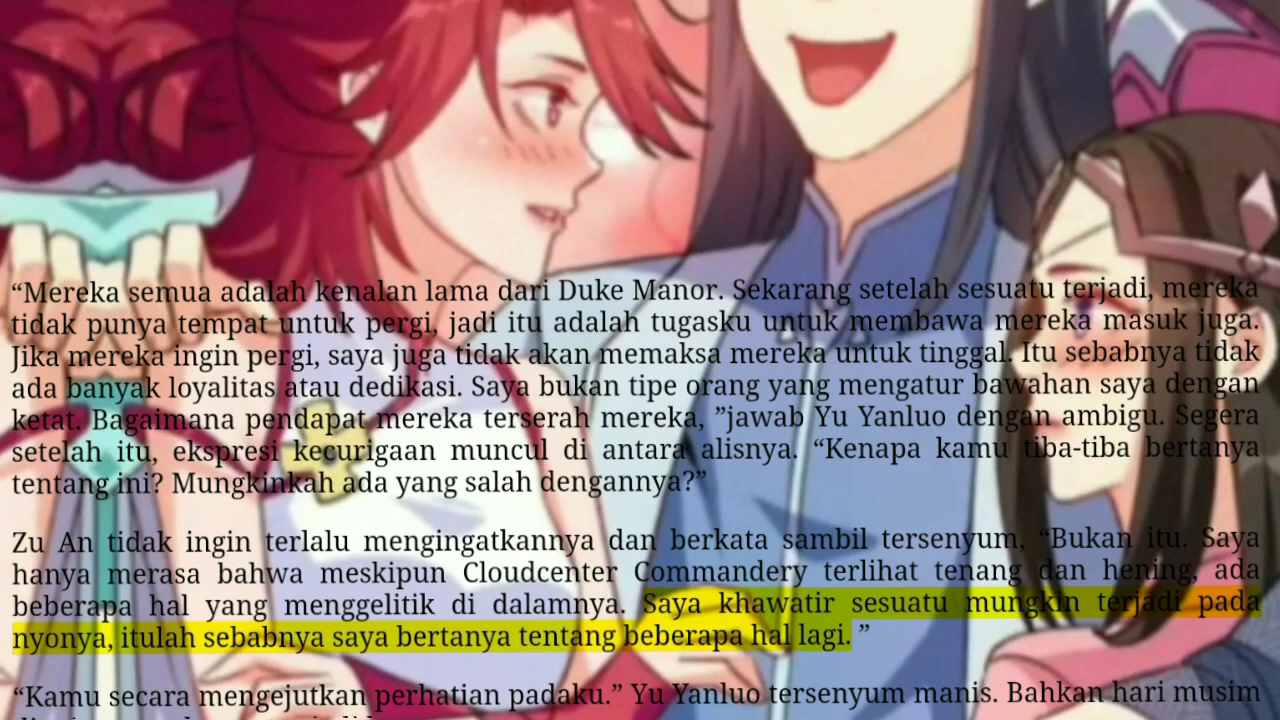 “Mereka semua adalah kenalan lama dari Duke Manor. Sekarang setelah sesuatu terjadi, mereka
tidak punya tempat untuk pergi, jadi itu adalah tugasku untuk membawa mereka masuk juga.
Jika mereka ingin pergi, saya juga tidak akan memaksa mereka untuk tinggal. Itu sebabnya tidak
ada banyak loyalitas atau dedikasi. Saya bukan tipe orang yang mengatur bawahan saya dengan
ketat. Bagaimana pendapat mereka terserah mereka, ”jawab Yu Yanluo dengan ambigu. Segera
setelah itu, ekspresi kecurigaan muncul di antara alisnya. “Kenapa kamu tiba-tiba bertanya
tentang ini? Mungkinkah ada yang salah dengannya?”
Zu An tidak ingin terlalu mengingatkannya dan berkata sambil tersenyum, “Bukan itu. Saya
hanya merasa bahwa meskipun Cloudcenter Commandery terlihat tenang dan hening, ada
beberapa hal yang menggelitik di dalamnya. Saya khawatir sesuatu mungkin terjadi pada
nyonya, itulah sebabnya saya bertanya tentang beberapa hal lagi. ”
“Kamu secara mengejutkan perhatian padaku.” Yu Yanluo tersenyum manis. Bahkan hari musim